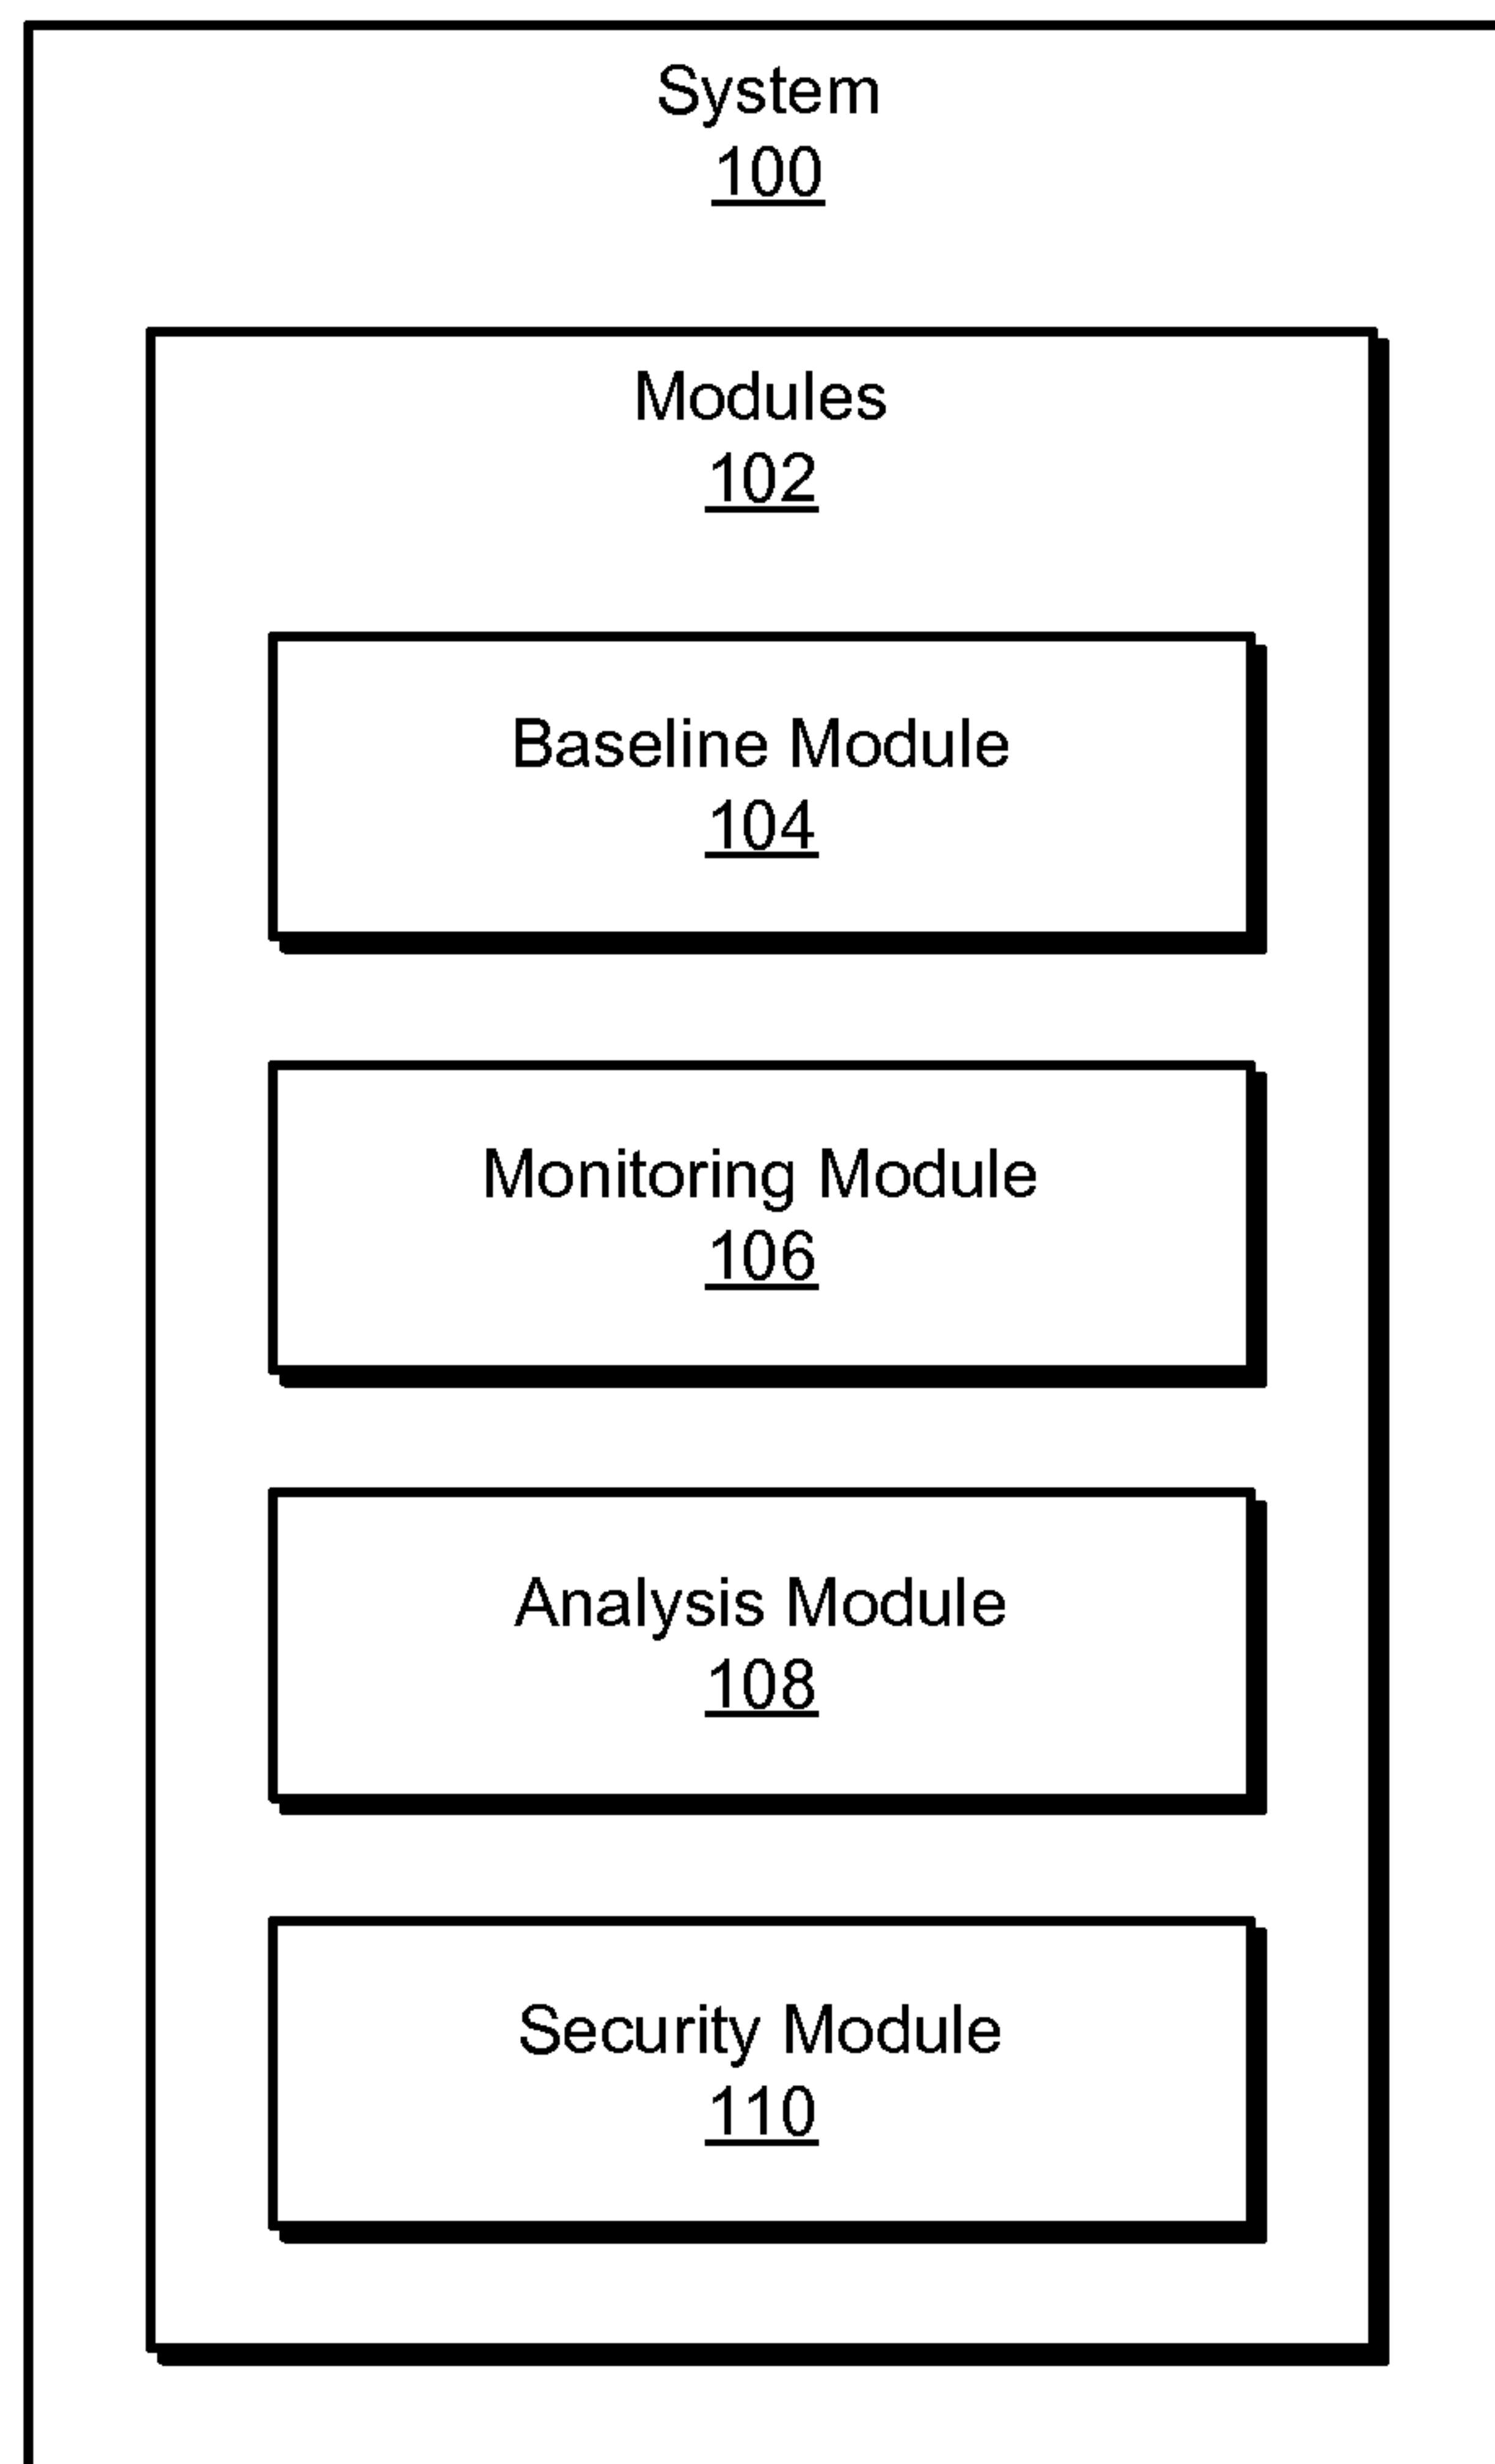 System
100
Modules
102
Baseline Module
104
Monitoring Module
106
Analysis Module
108
Security Module
110